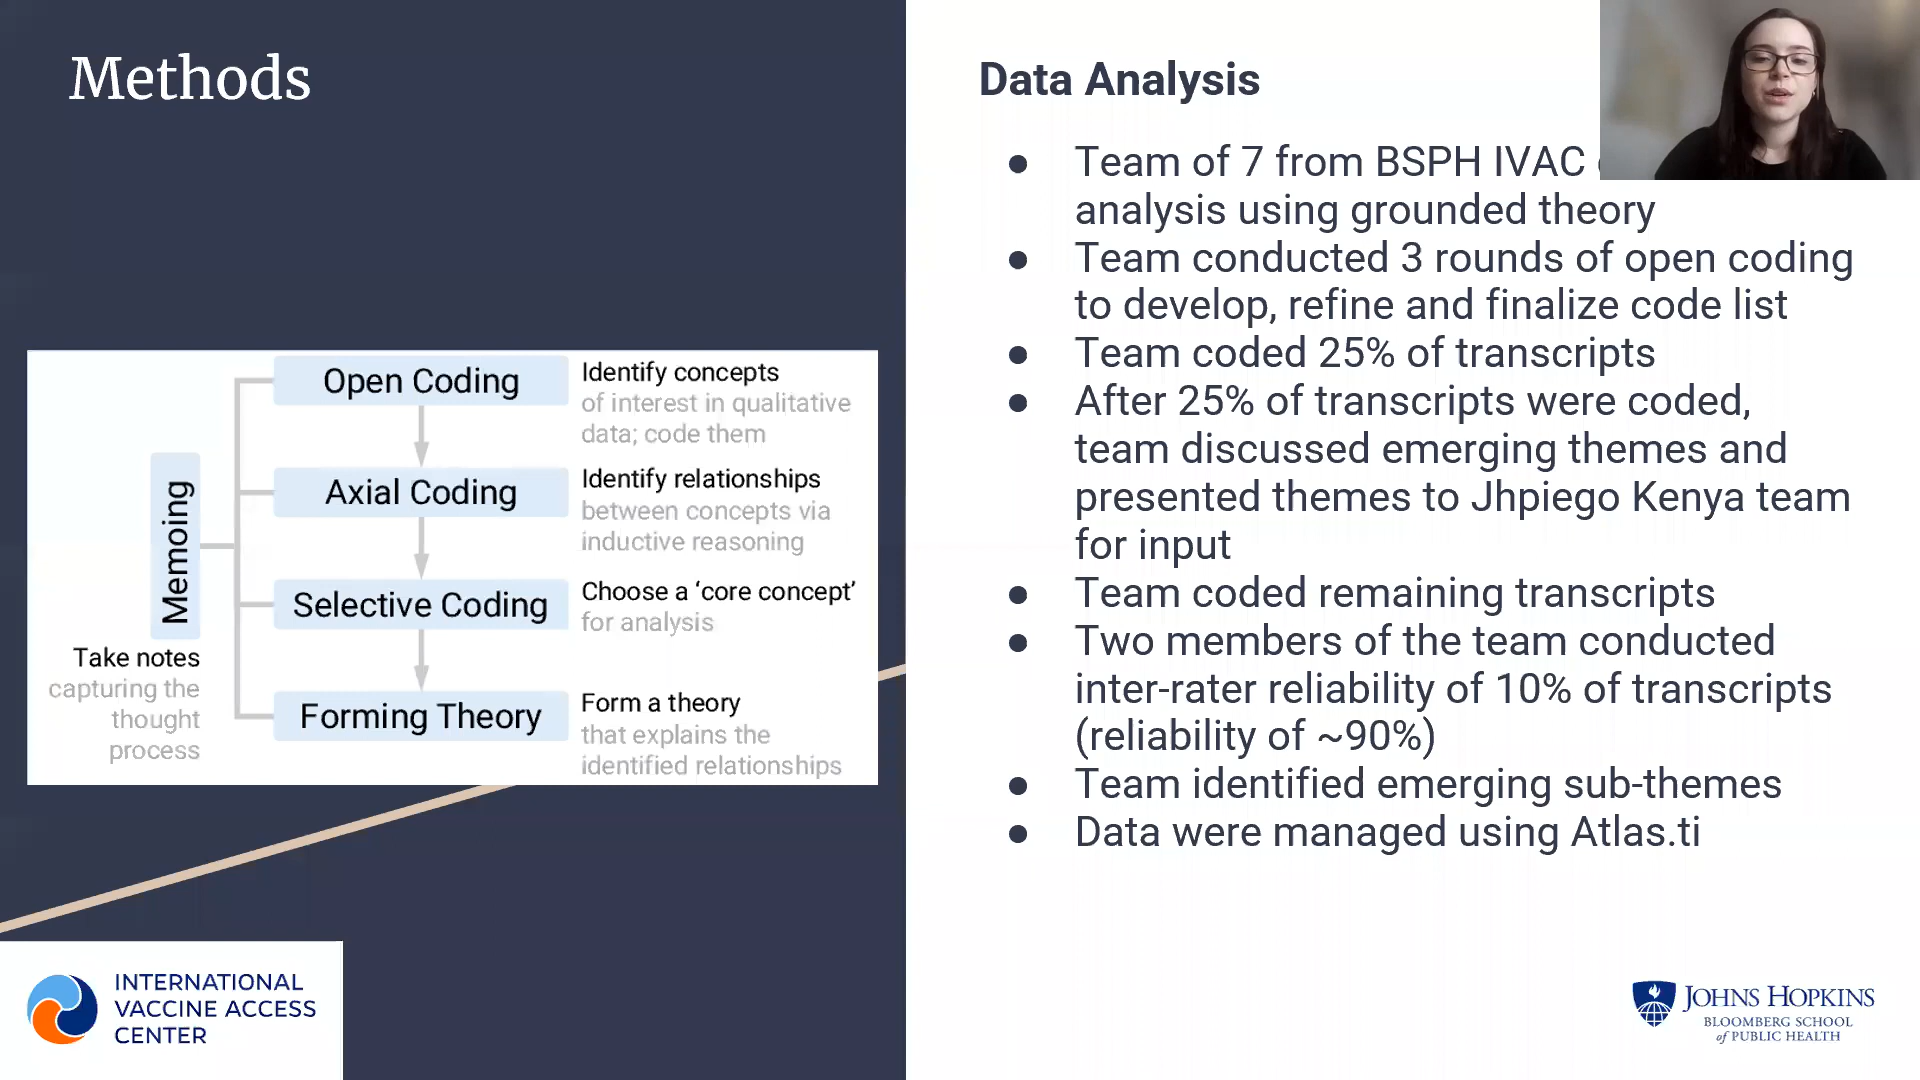 Methods
Data Analysis
● Team of 7 from BSPH IVAC
analysis using grounded theory
● Team conducted 3 rounds of open coding
to develop, refine and finalize code list
● Team coded 25% of transcripts
● After 25% of transcripts were coded,
team discussed emerging themes and
presented themes to Jhpiego Kenya team
for input
● Team coded remaining transcripts
● Two members of the team conducted
inter-rater reliability of 10% of transcripts
(reliability of ~90%)
● Team identified emerging sub-themes
● Data were managed using Atlas.ti
Memoing
Take notes
capturing the
thought
process
Open Coding
Identify concepts
of interest in qualitative
data; code them
Axial Coding
Identify relationships
between concepts via
inductive reasoning
Selective Coding
Choose a ‘core concept’
for analysis
Forming Theory
Form a theory
that explains the
identified relationships
INTERNATIONAL
VACCINE ACCESS
CENTER
JOHNS HOPKINS
BLOOMBERG SCHOOL
of PUBLIC HEALTH